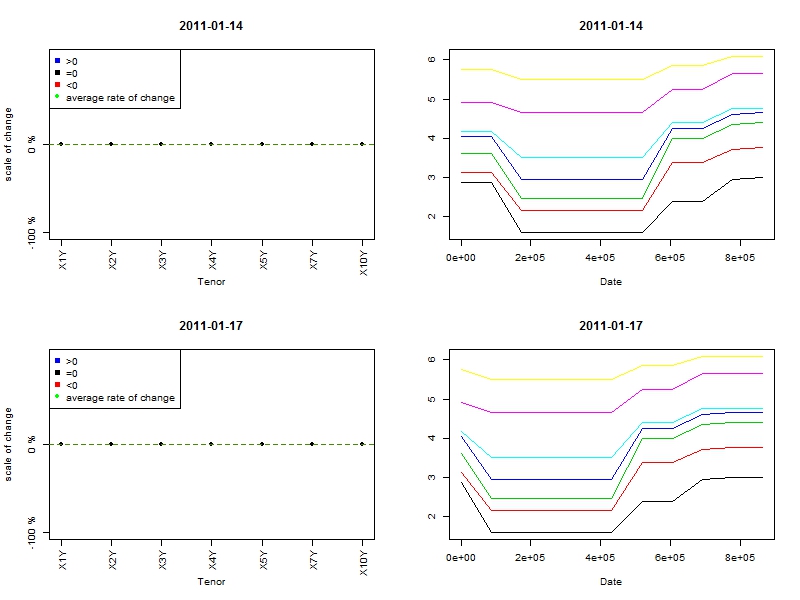 2011-01-14
>0
=0
<0
average rate of change
scale of change
0 %
-100 %
X1Y X2Y X3Y X4Y X5Y X7Y X10Y
Tenor
2011-01-14
6
5
4
3
2
0e+00 2e+05 4e+05 6e+05 8e+05
Date
2011-01-17
>0
=0
<0
average rate of change
scale of change
0 %
-100 %
X1Y X2Y X3Y X4Y X5Y X7Y X10Y
Tenor
2011-01-17
6
5
4
3
2
0e+00 2e+05 4e+05 6e+05 8e+05
Date